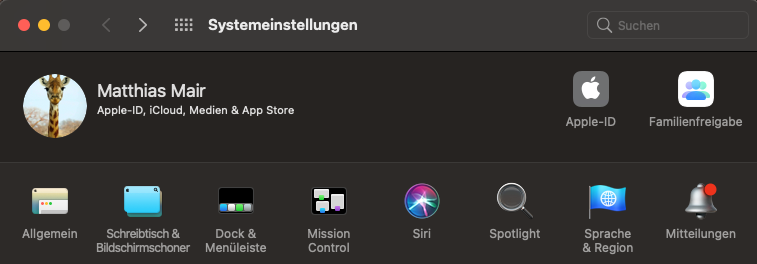 Systemeinstellungen
Suchen
Matthias Mair
Apple-ID, iCloud, Medien & App Store
Apple-ID
Familienfreigabe
Allgemein
Schreibtisch &
Bildschirmschoner
Dock &
Menüleiste
Mission
Control
Siri
Spotlight
Sprache
& Region
Mitteilungen